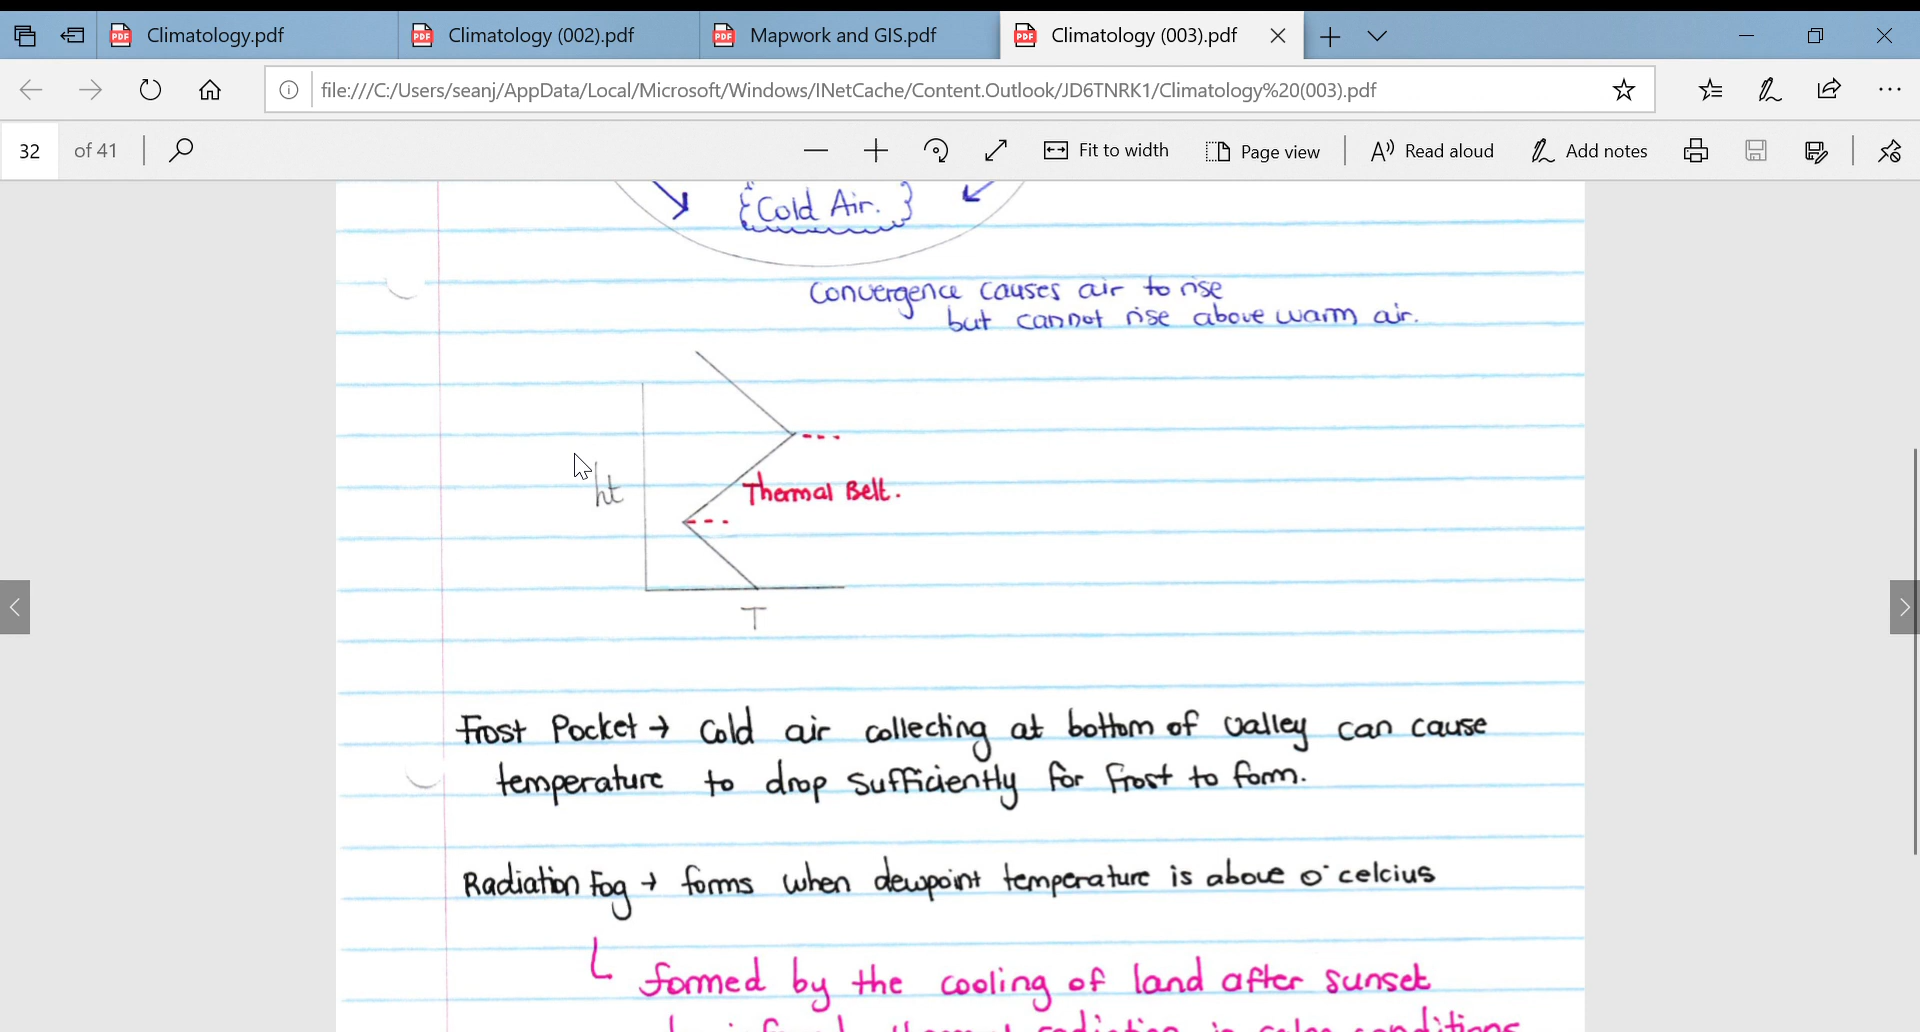 Climatology.pdf
Climatology (002).pdf
Mapwork and GIS.pdf
Climatology (003).pdf
file:///C:/Users/seanj/AppData/Local/Microsoft/Windows/INetCache/Content.Outlook/JD6TNRK1/Climatology%20(003).pdf
32 of 41
Fit to width
Page view
Read aloud
Add notes
{Cold Air.}
Convergence causes air to rise
but cannot rise above warm air.
ht
Thermal Belt.
T
Frost Pocket → Cold air collecting at bottom of valley can cause
temperature to drop sufficiently for frost to form.
Radiation Fog → forms when dewpoint temperature is above 0° celcius
formed by the cooling of land after sunset
radiation in calm conditions